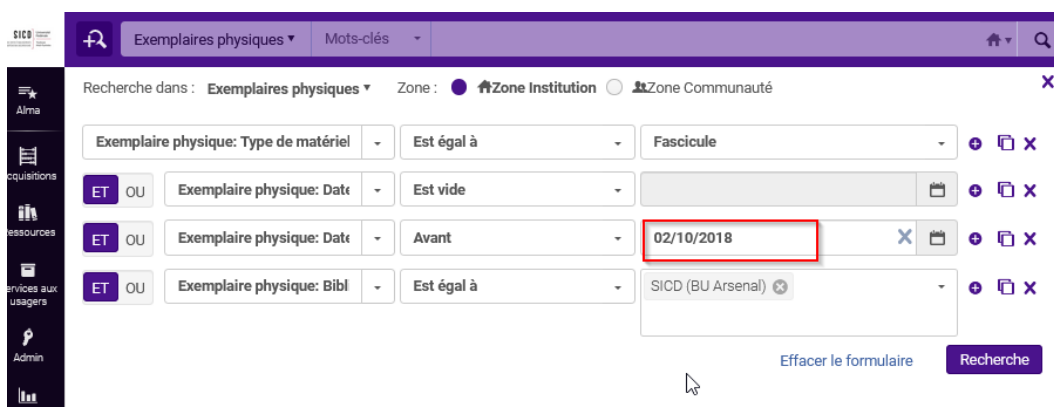 SICD
Exemplaires physiques Mots-clés
Recherche dans : Exemplaires physiques Zone : Zone Institution Zone Communauté
Alma
Exemplaire physique: Type de matériel Est égal à Fascicule
cquisitions
ET OU Exemplaire physique: Date Est vide
essources
ET OU Exemplaire physique: Date Avant 02/10/2018
ervices aux
usagers
ET OU Exemplaire physique: Bibl Est égal à SICD (BU Arsenal)
Admin
Effacer le formulaire Recherche